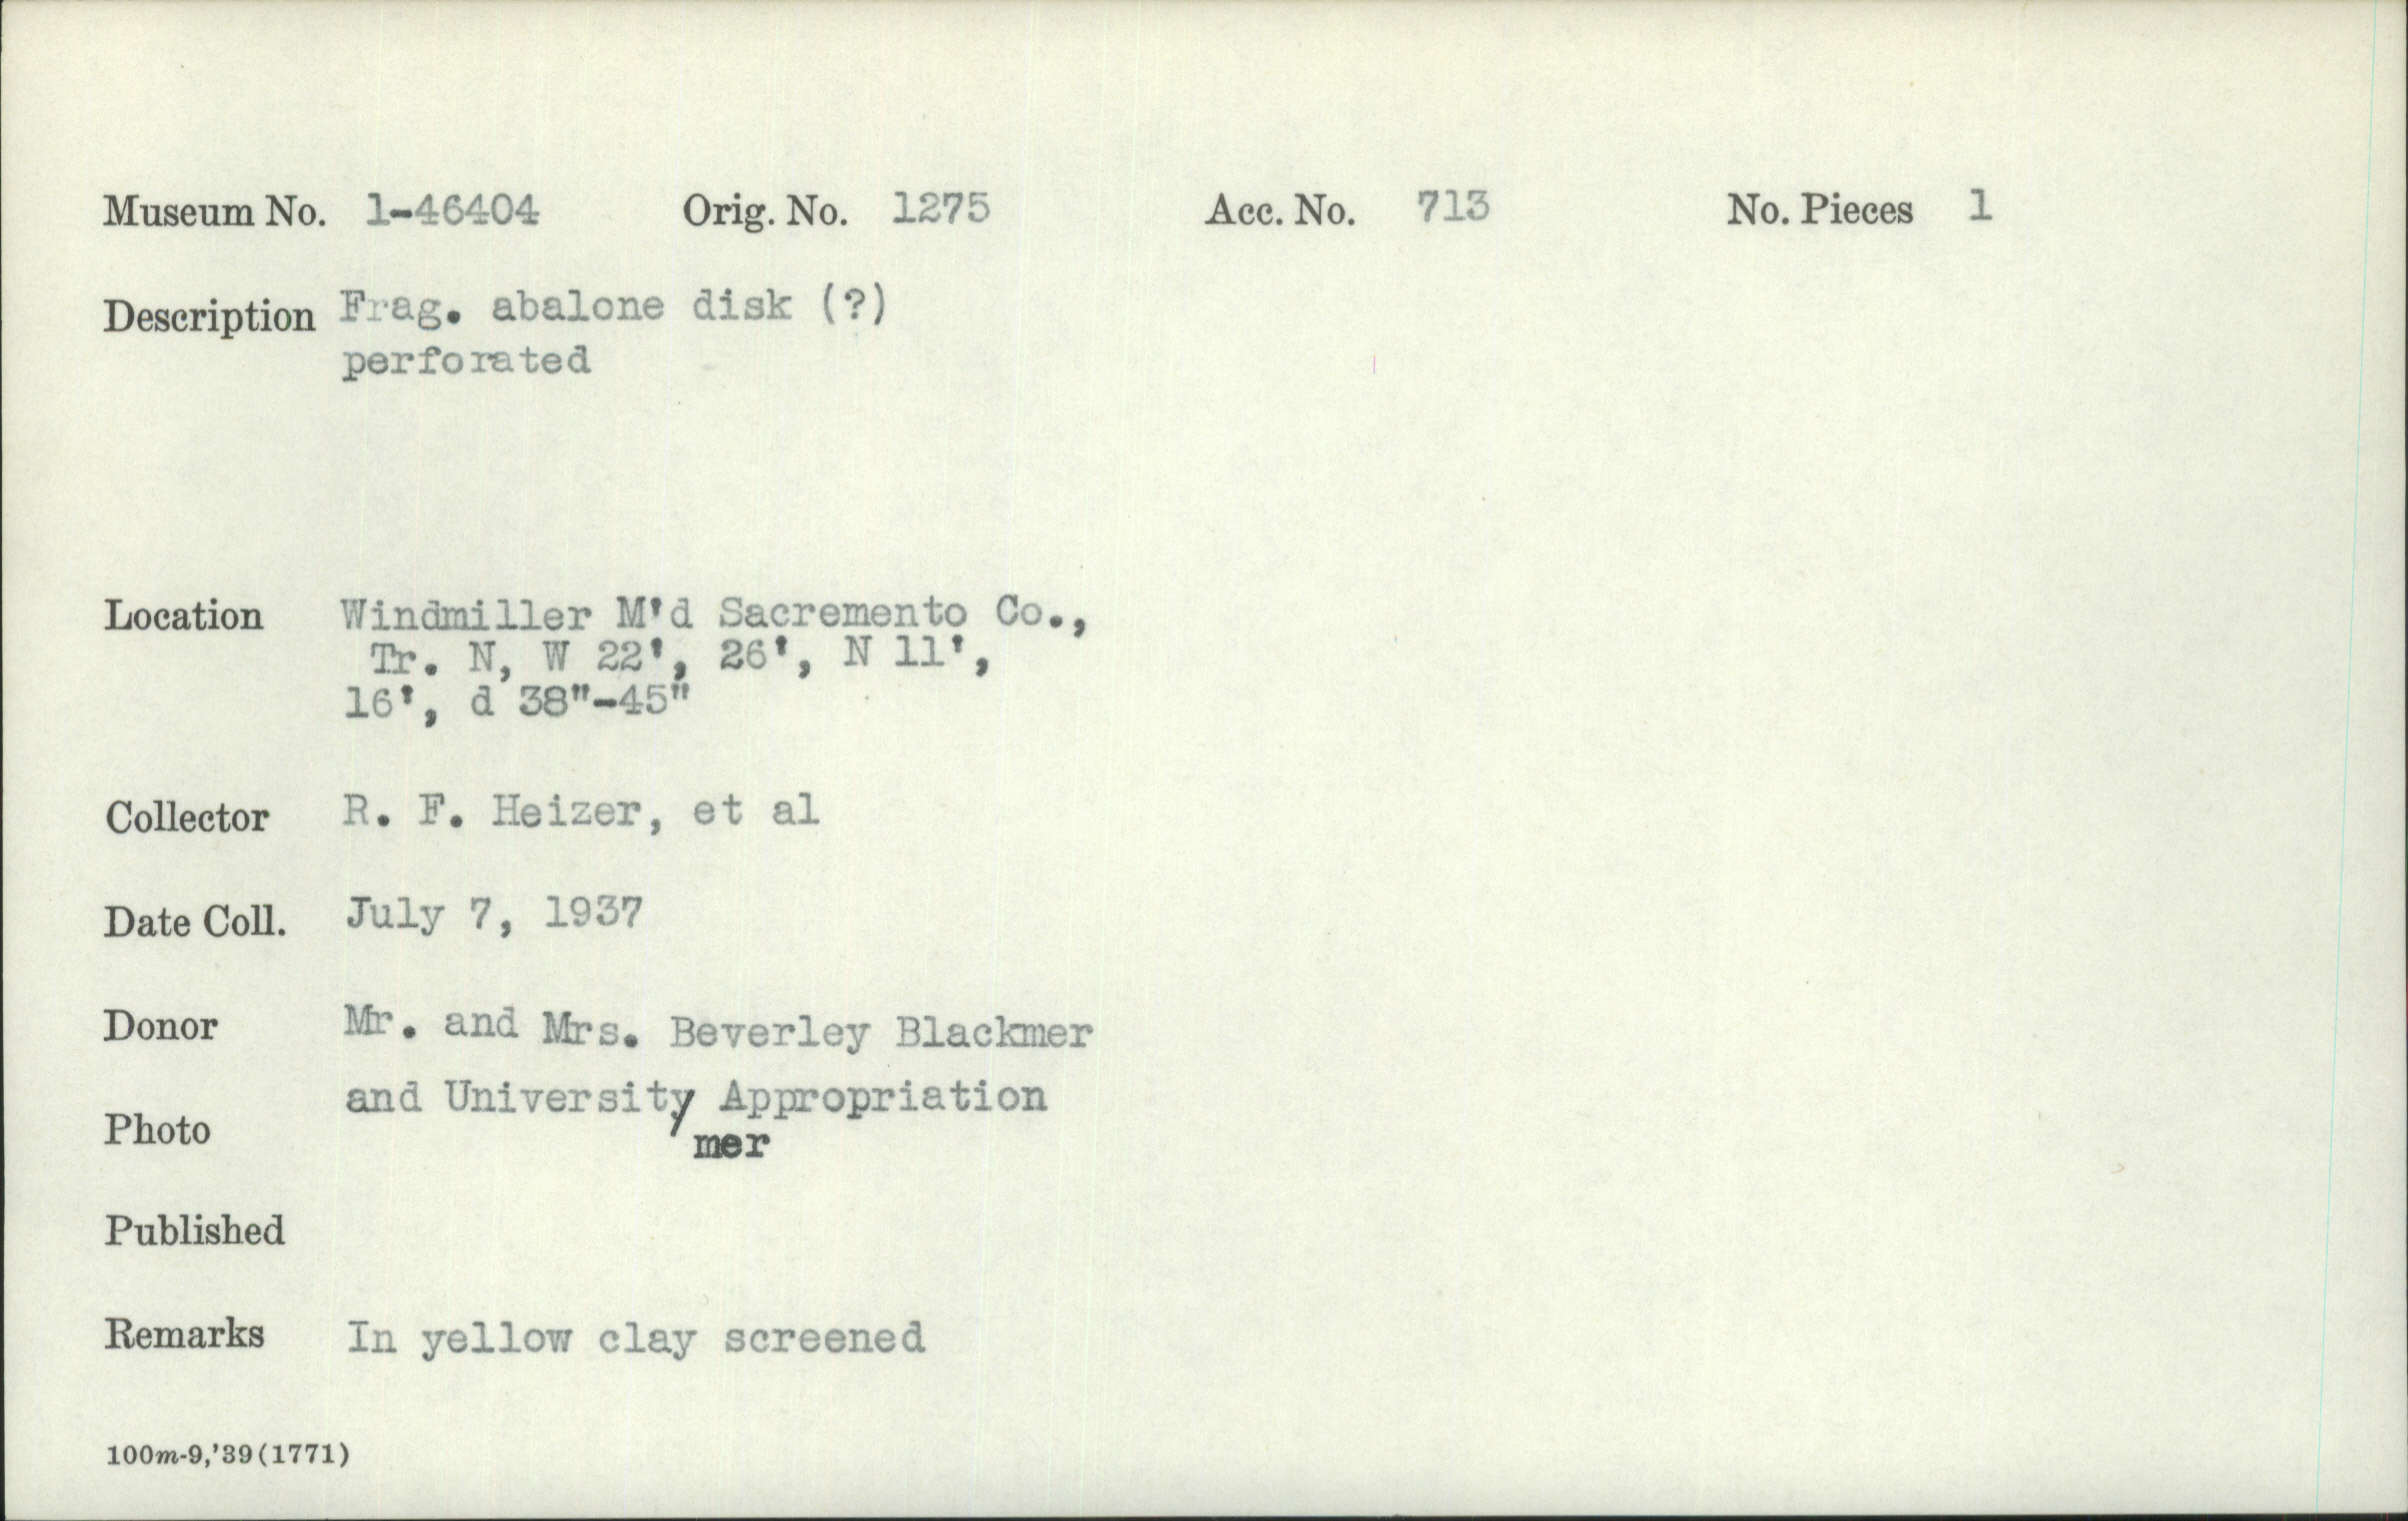 Museum No. 1-46404 Orig. No. 1275 Acc. No. 713 No. Pieces 1
Description Frag. abalone disk (?)
perforated
Location Windmiller M'd Sacremento Co.,
Tr. N, W 22', 26', N 11',
16', d 38"-45"
Collector R. F. Heizer, et al
Date Coll. July 7, 1937
Donor Mr. and Mrs. Beverley Blackmer
and University Appropriation
Photo
mer
Published
Remarks In yellow clay screened
100m-9,'39(1771)